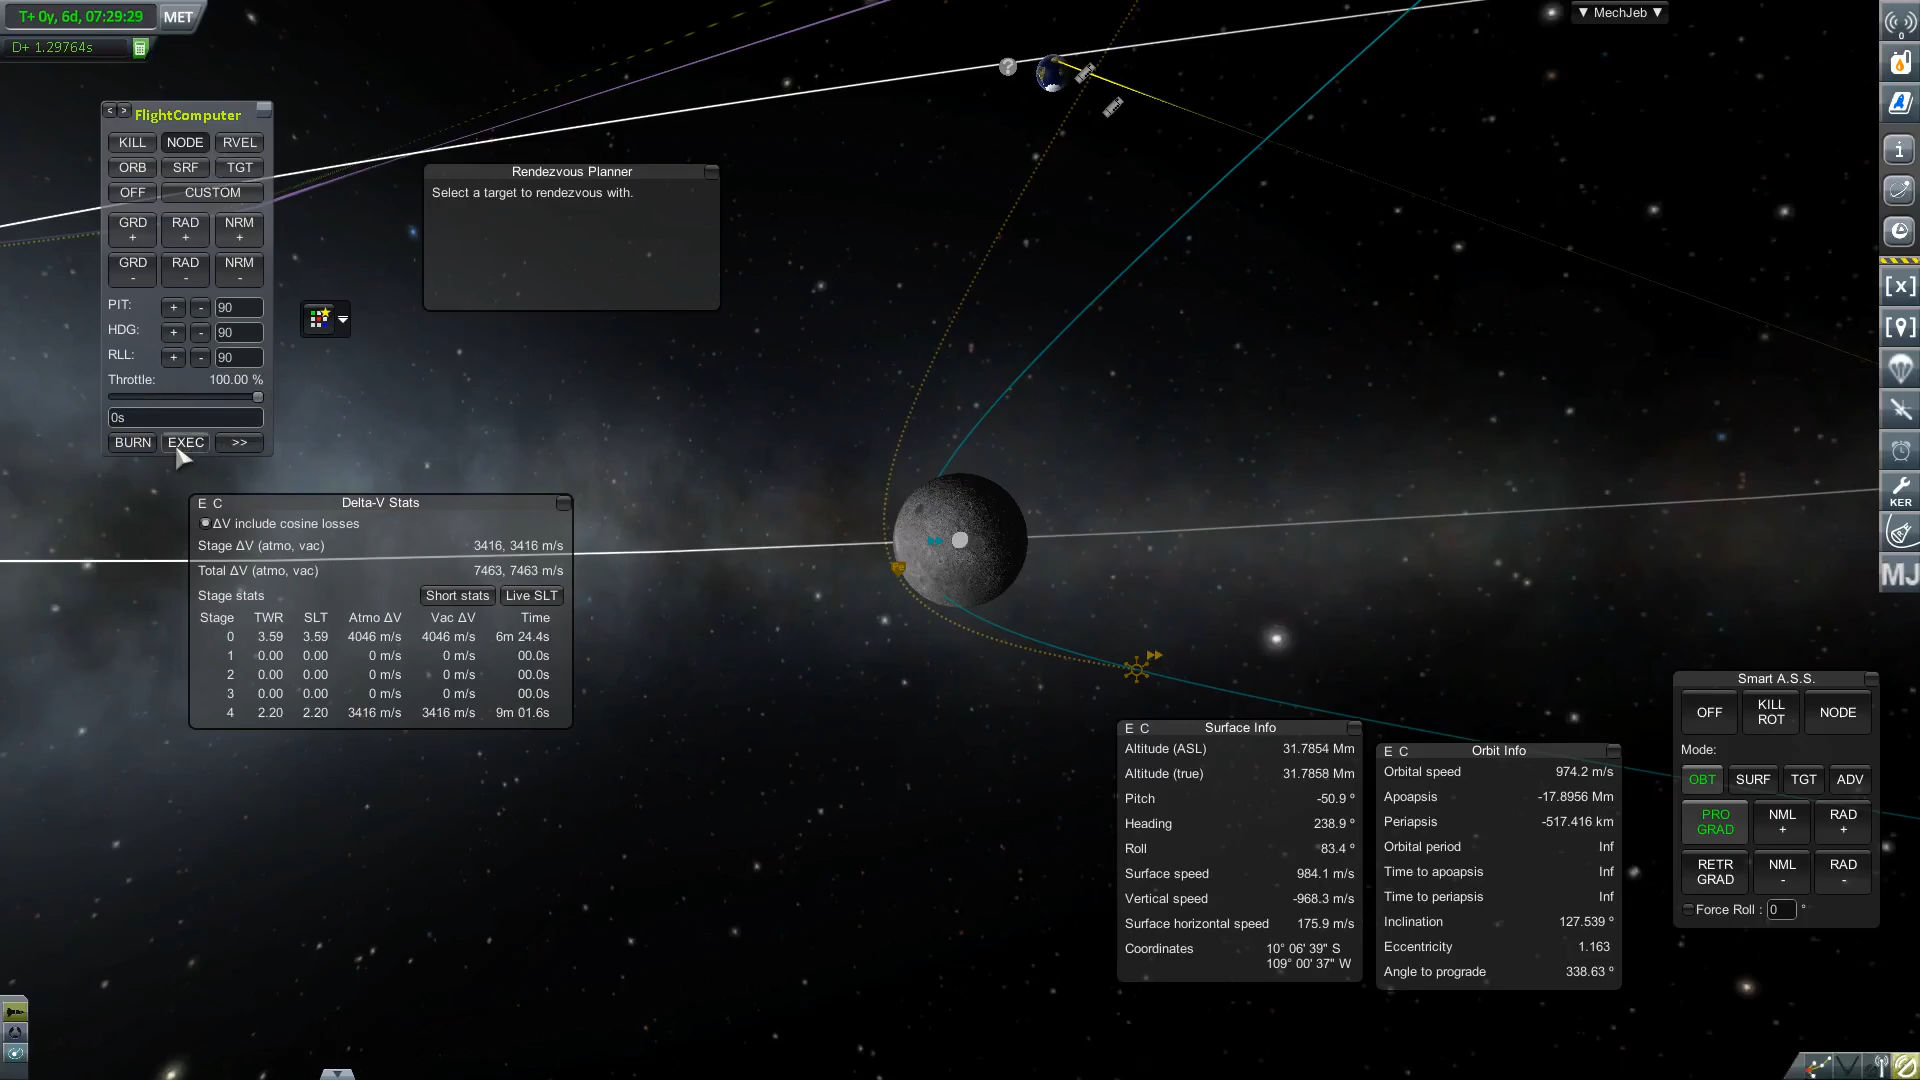 T+ 0y, 6d, 07:29:29 MET
D+ 1.29764s
▼ MechJeb ▼
0
< > FlightComputer
KILL NODE RVEL
ORB SRF TGT
OFF CUSTOM
GRD + RAD + NRM +
GRD - RAD - NRM -
PIT: + - 90
HDG: + - 90
RLL: + - 90
Throttle: 100.00 %
0s
BURN EXEC >>
Rendezvous Planner
Select a target to rendezvous with.
?
[x]
KER
MJ
E C Delta-V Stats
ΔV include cosine losses
Stage ΔV (atmo, vac) 3416, 3416 m/s
Total ΔV (atmo, vac) 7463, 7463 m/s
Stage stats Short stats Live SLT
Stage TWR SLT Atmo ΔV Vac ΔV Time
0 3.59 3.59 4046 m/s 4046 m/s 6m 24.4s
1 0.00 0.00 0 m/s 0 m/s 00.0s
2 0.00 0.00 0 m/s 0 m/s 00.0s
3 0.00 0.00 0 m/s 0 m/s 00.0s
4 2.20 2.20 3416 m/s 3416 m/s 9m 01.6s
Pe
E C Surface Info
Altitude (ASL) 31.7854 Mm
Altitude (true) 31.7858 Mm
Pitch -50.9 º
Heading 238.9 º
Roll 83.4 º
Surface speed 984.1 m/s
Vertical speed -968.3 m/s
Surface horizontal speed 175.9 m/s
Coordinates 10° 06' 39" S
109° 00' 37" W
E C Orbit Info
Orbital speed 974.2 m/s
Apoapsis -17.8956 Mm
Periapsis -517.416 km
Orbital period Inf
Time to apoapsis Inf
Time to periapsis Inf
Inclination 127.539 º
Eccentricity 1.163
Angle to prograde 338.63 º
Smart A.S.S.
OFF KILL ROT NODE
Mode:
OBT SURF TGT ADV
PRO GRAD NML + RAD +
RETR GRAD NML - RAD -
Force Roll : 0 °